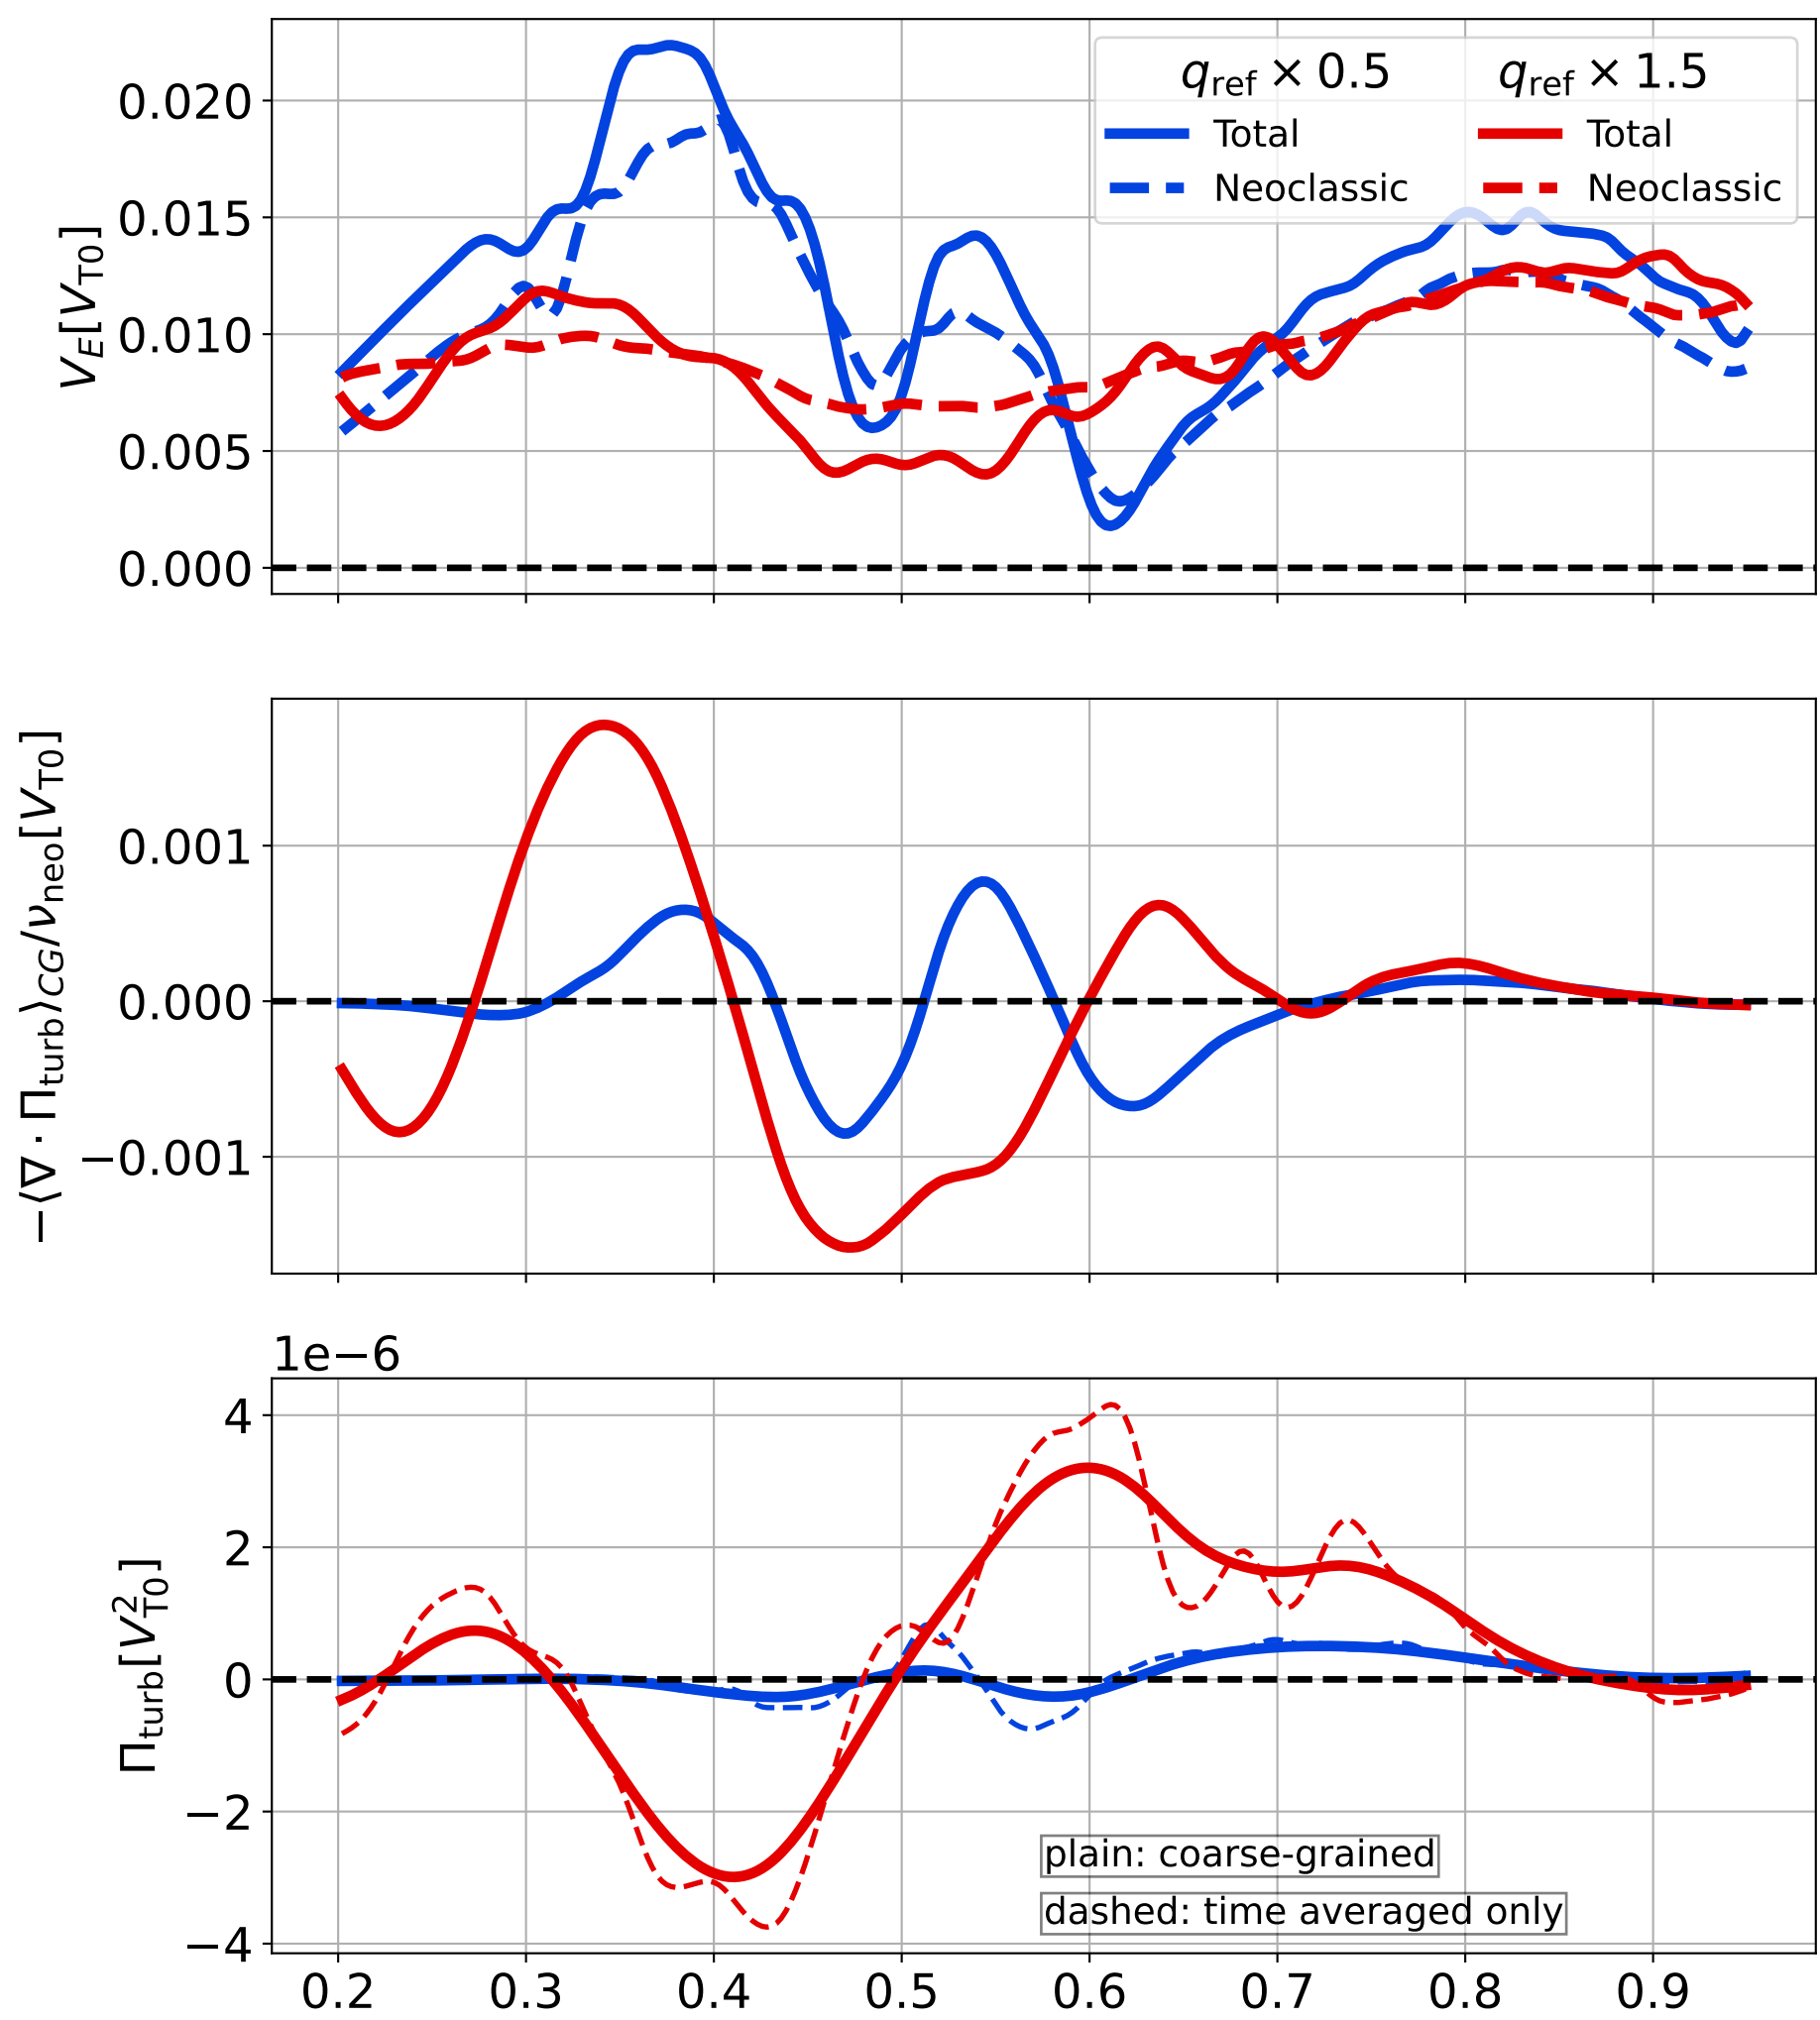 V_E[V_T0]
0.020
0.015
0.010
0.005
0.000
q_ref × 0.5 q_ref × 1.5
Total Total
Neoclassic Neoclassic
−⟨∇ · Π_turb⟩_CG/ν_neo[V_T0]
0.001
0.000
−0.001
1e−6
Π_turb[V²_T0]
4
2
0
−2
−4
plain: coarse-grained
dashed: time averaged only
0.2 0.3 0.4 0.5 0.6 0.7 0.8 0.9